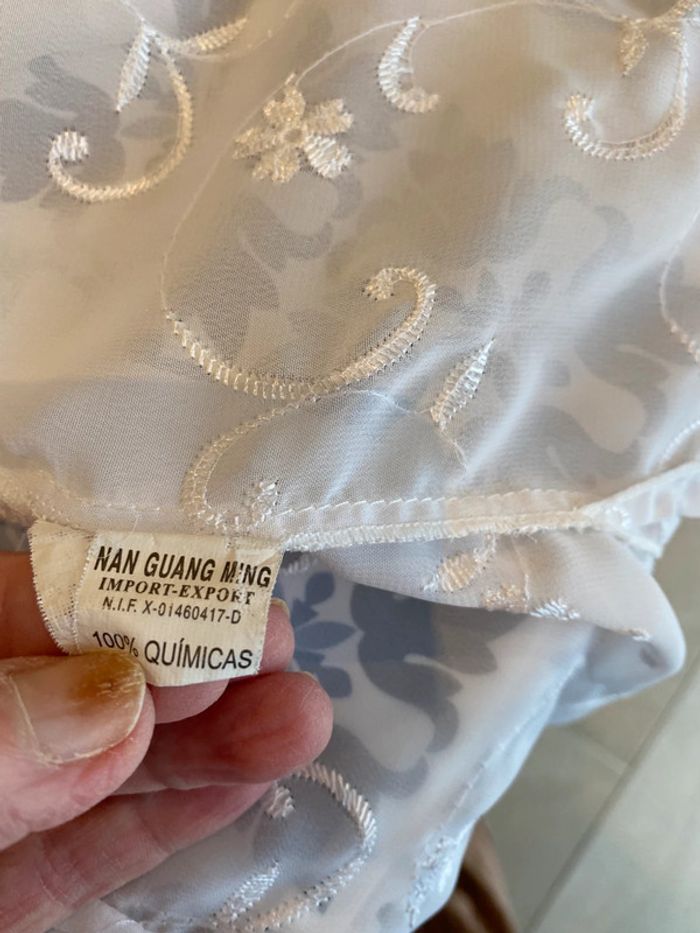 NAN GUANG MING
IMPORT-EXPORT
N.I.F. X-01460417-D
100% QUÍMICAS